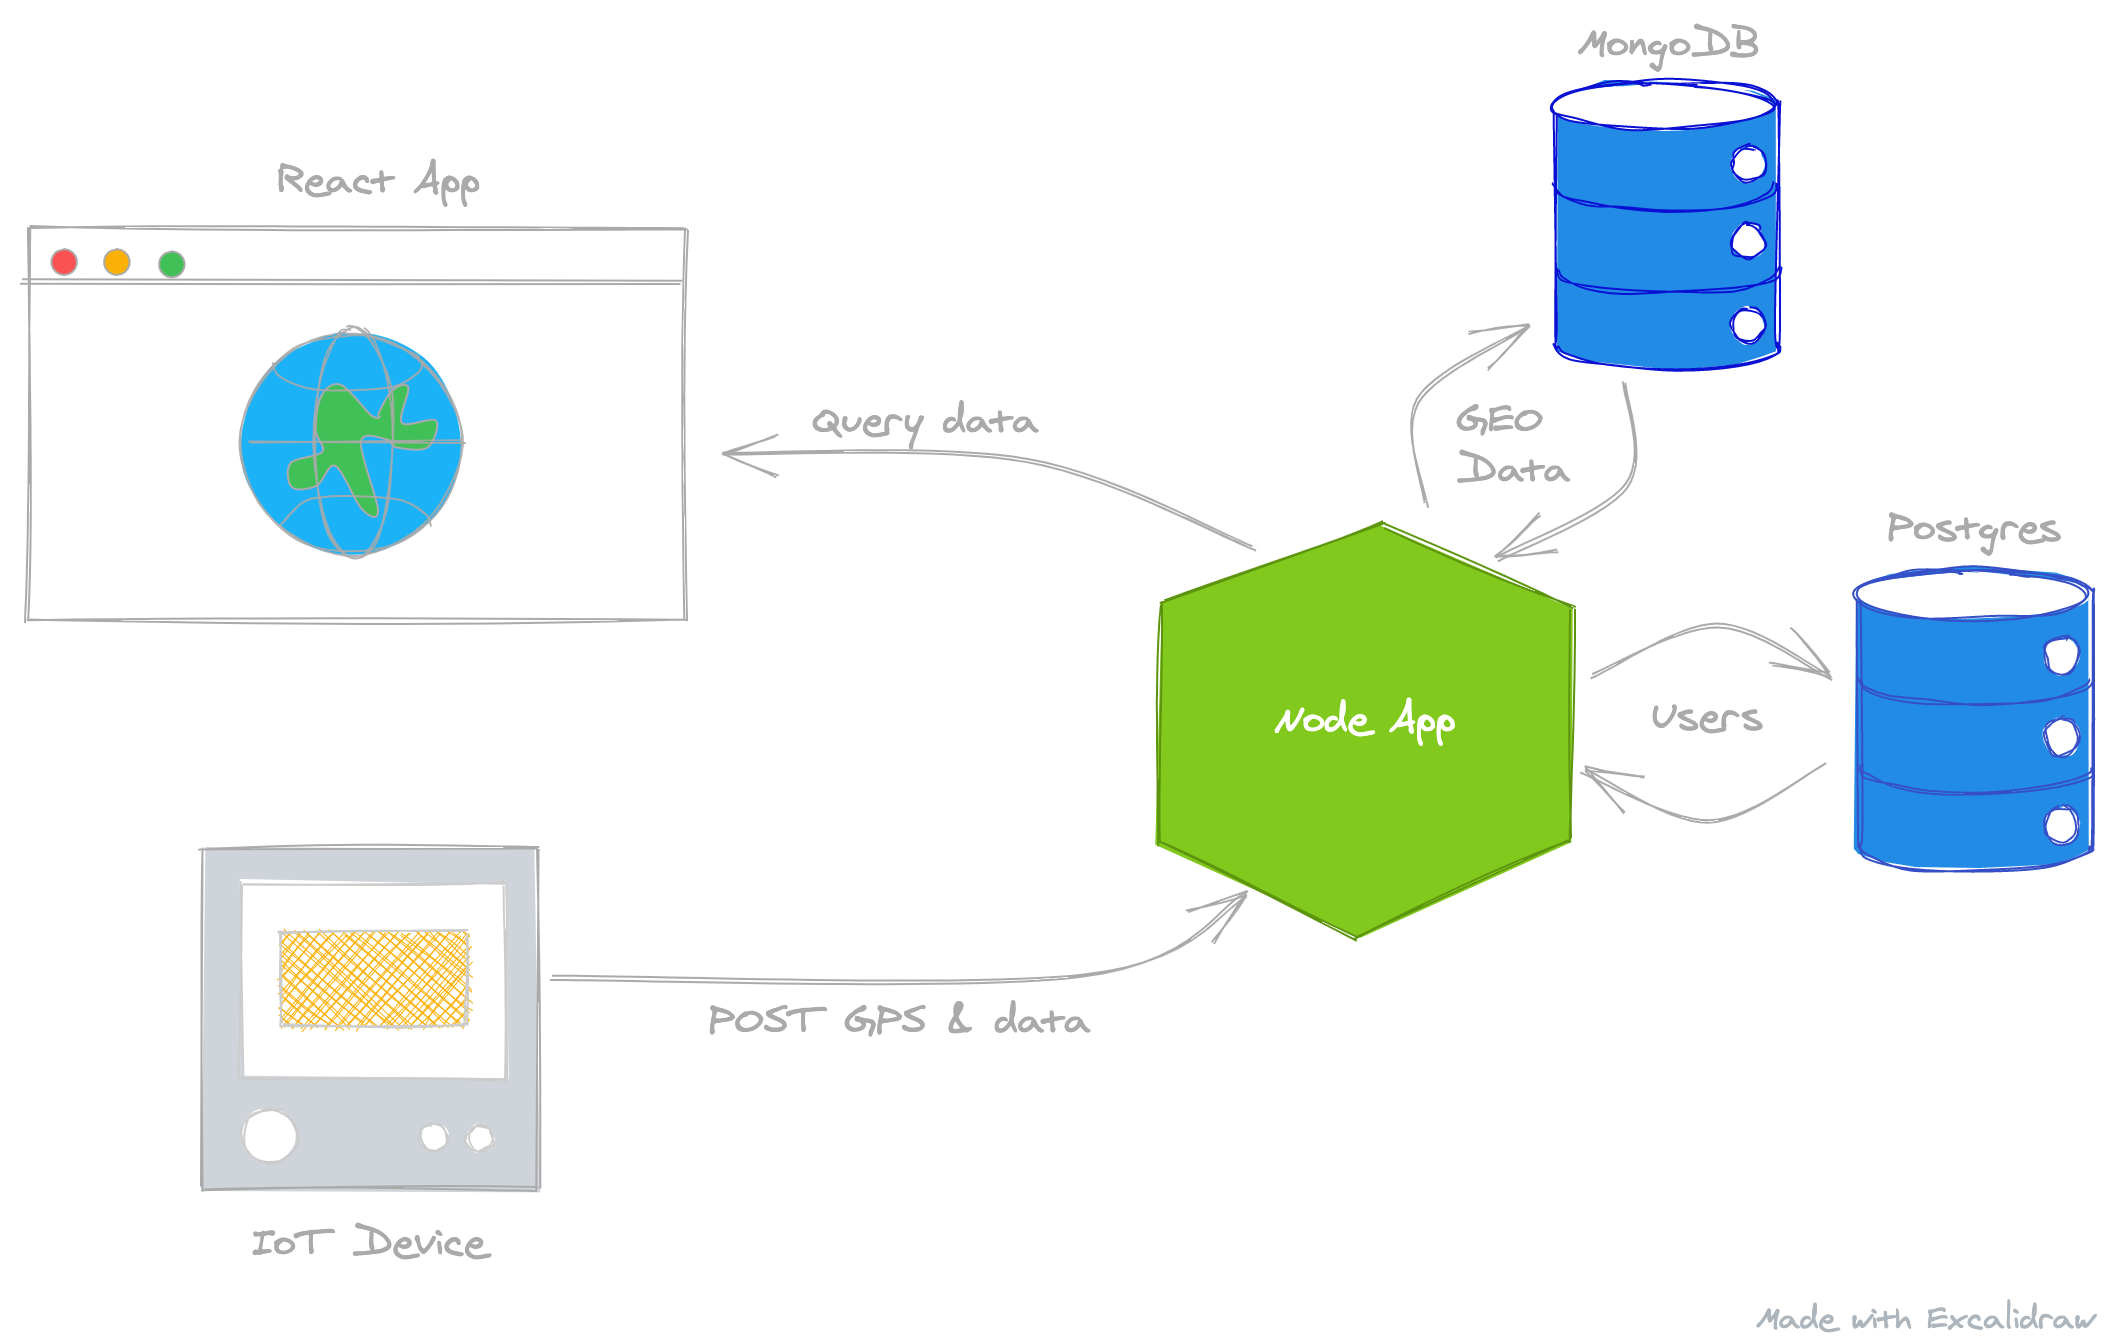 MongoDB
React App
Query data
GEO
Data
Postgres
Node App
Users
POST GPS & data
IoT Device
Made with Excalidraw